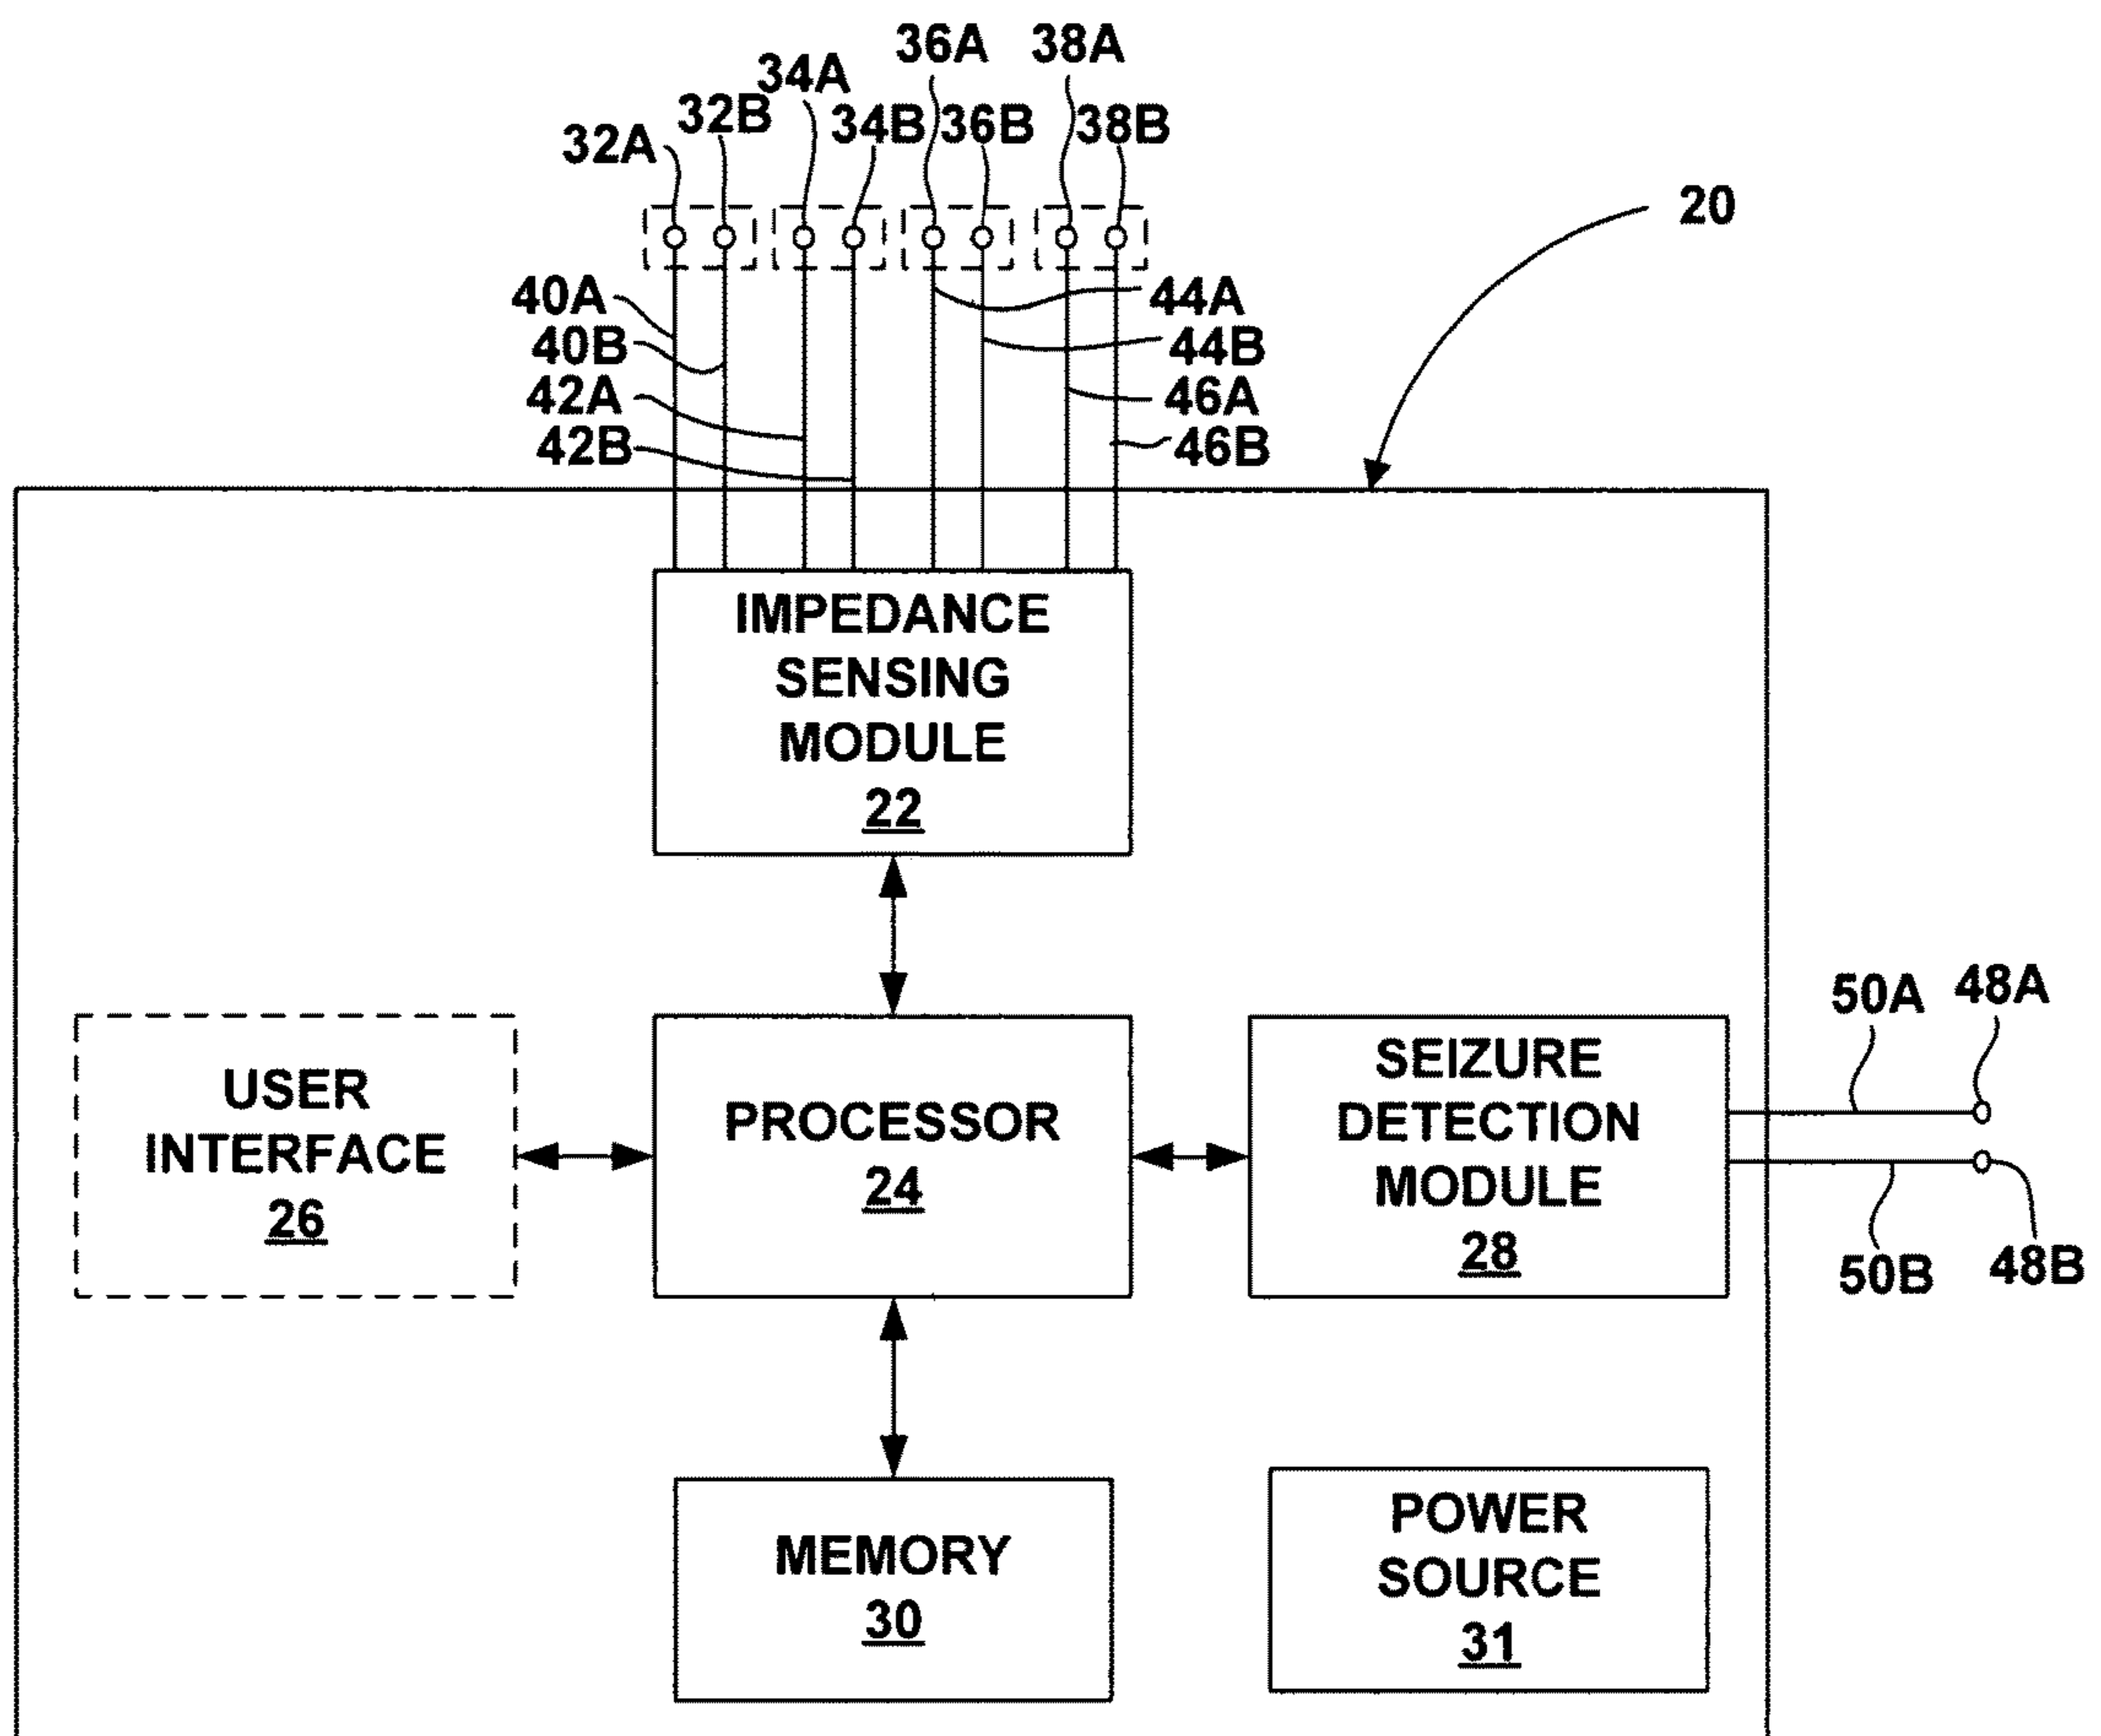 36A 38A
34A
32B 34B 36B 38B
32A
20
40A 44A
40B 44B
42A 46A
42B 46B
IMPEDANCE
SENSING
MODULE
22
50A 48A
USER
INTERFACE
26
PROCESSOR
24
SEIZURE
DETECTION
MODULE
28
50B 48B
MEMORY
30
POWER
SOURCE
31